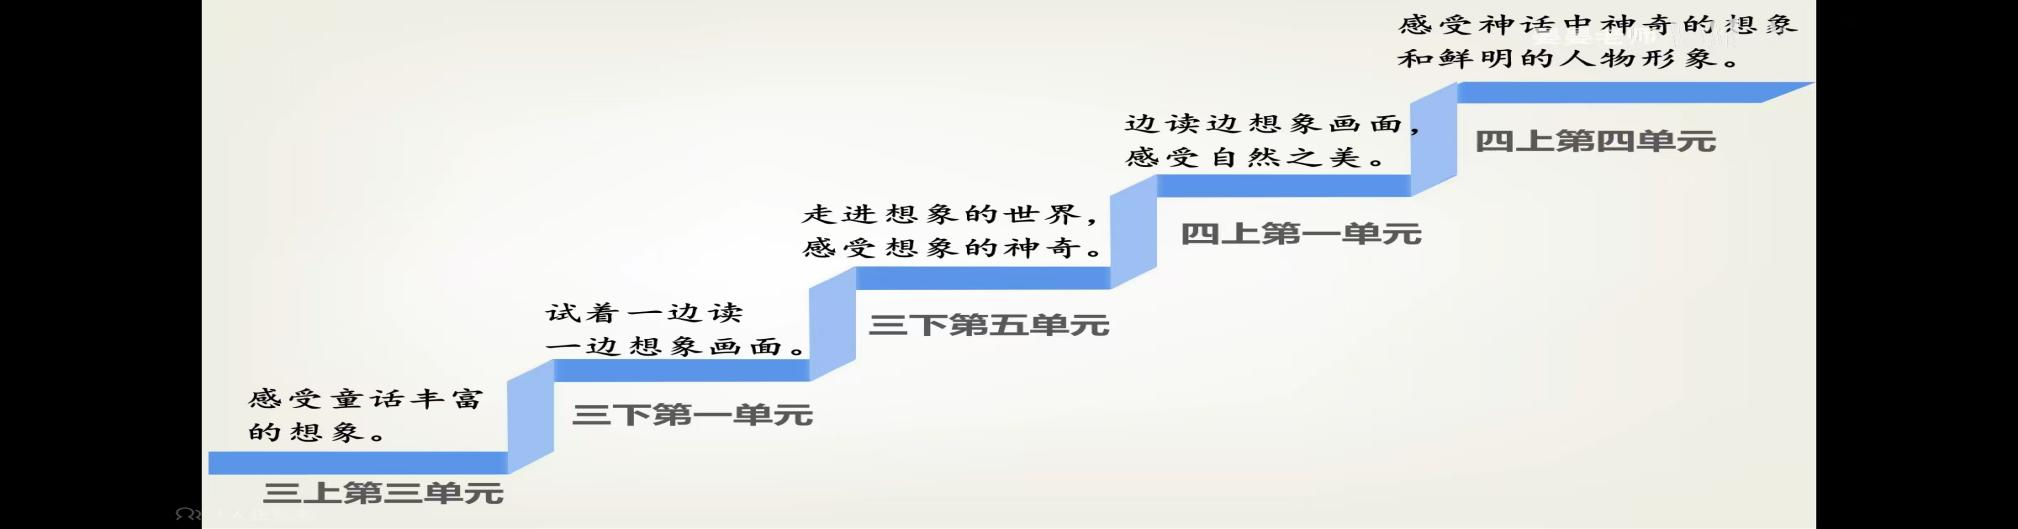 感受神话中神奇的想象
和鲜明的人物形象。
四上第四单元
边读边想象画面，
感受自然之美。
四上第一单元
走进想象的世界，
感受想象的神奇。
三下第五单元
试着一边读
一边想象画面。
三下第一单元
感受童话丰富
的想象。
三上第三单元